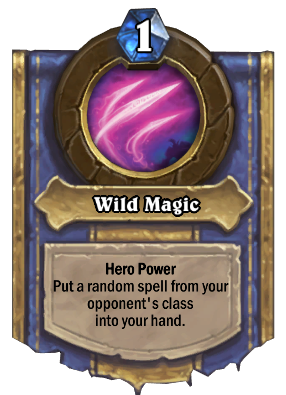 1
Wild Magic
Hero Power
Put a random spell from your
opponent's class
into your hand.